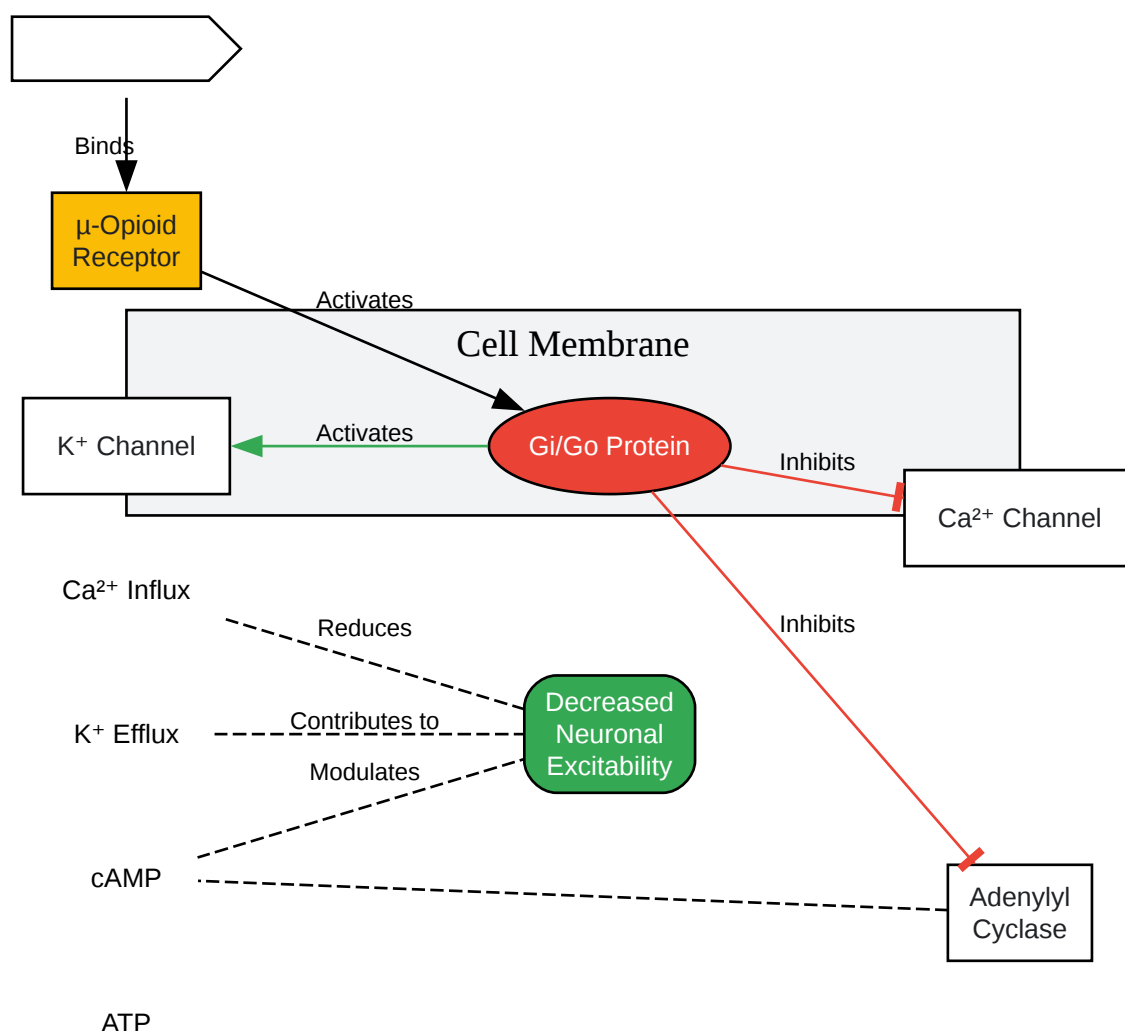 Binds
µ-Opioid
Receptor
Activates
Cell Membrane
K⁺ Channel
Activates
Gi/Go Protein
Inhibits
Ca²⁺ Channel
Ca²⁺ Influx
Reduces
Inhibits
Decreased
Neuronal
Excitability
K⁺ Efflux
Contributes to
Modulates
cAMP
Adenylyl
Cyclase
ATP